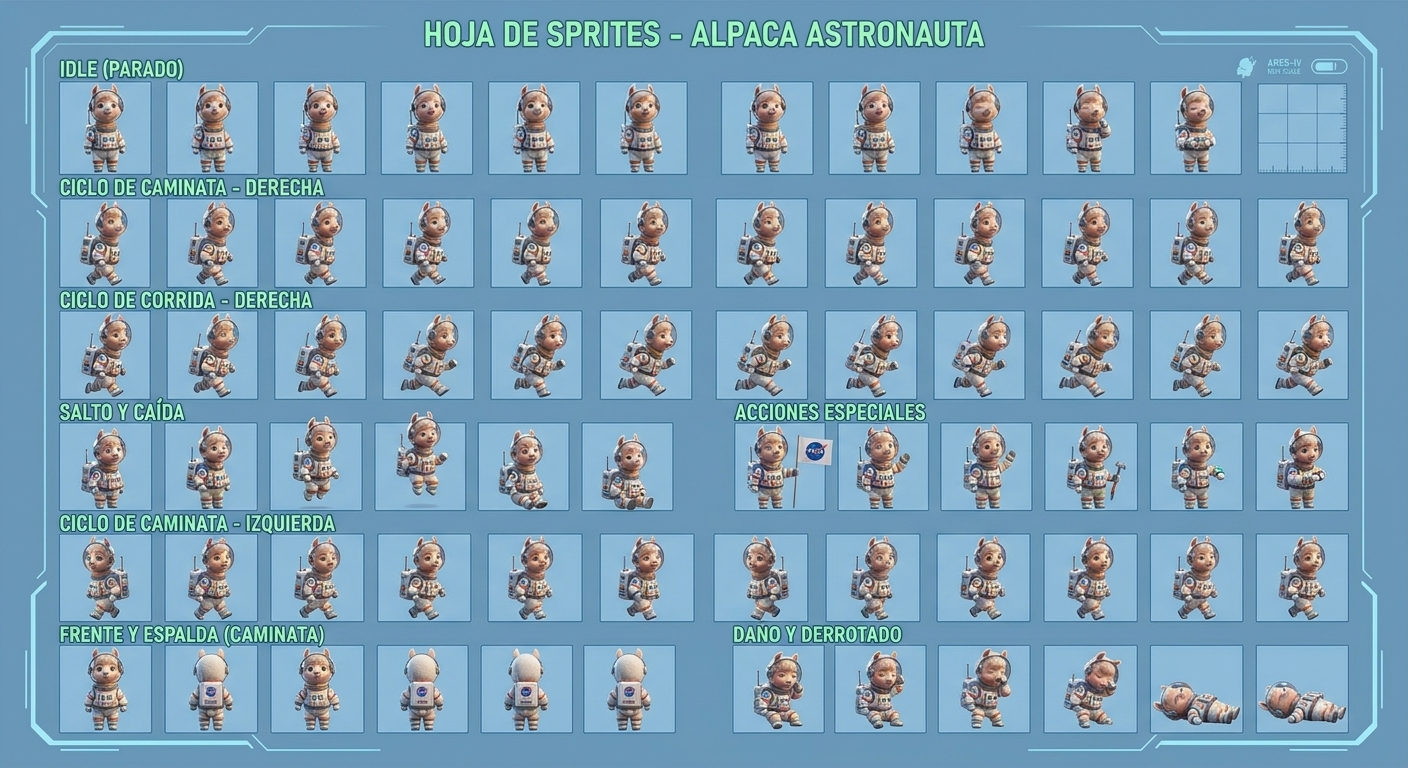 HOJA DE SPRITES - ALPACA ASTRONAUTA
IDLE (PARADO)
ARES-IV
CICLO DE CAMINATA - DERECHA
CICLO DE CORRIDA - DERECHA
SALTO Y CAÍDA
ACCIONES ESPECIALES
NASA
CICLO DE CAMINATA - IZQUIERDA
FRENTE Y ESPALDA (CAMINATA)
DAÑO Y DERROTADO